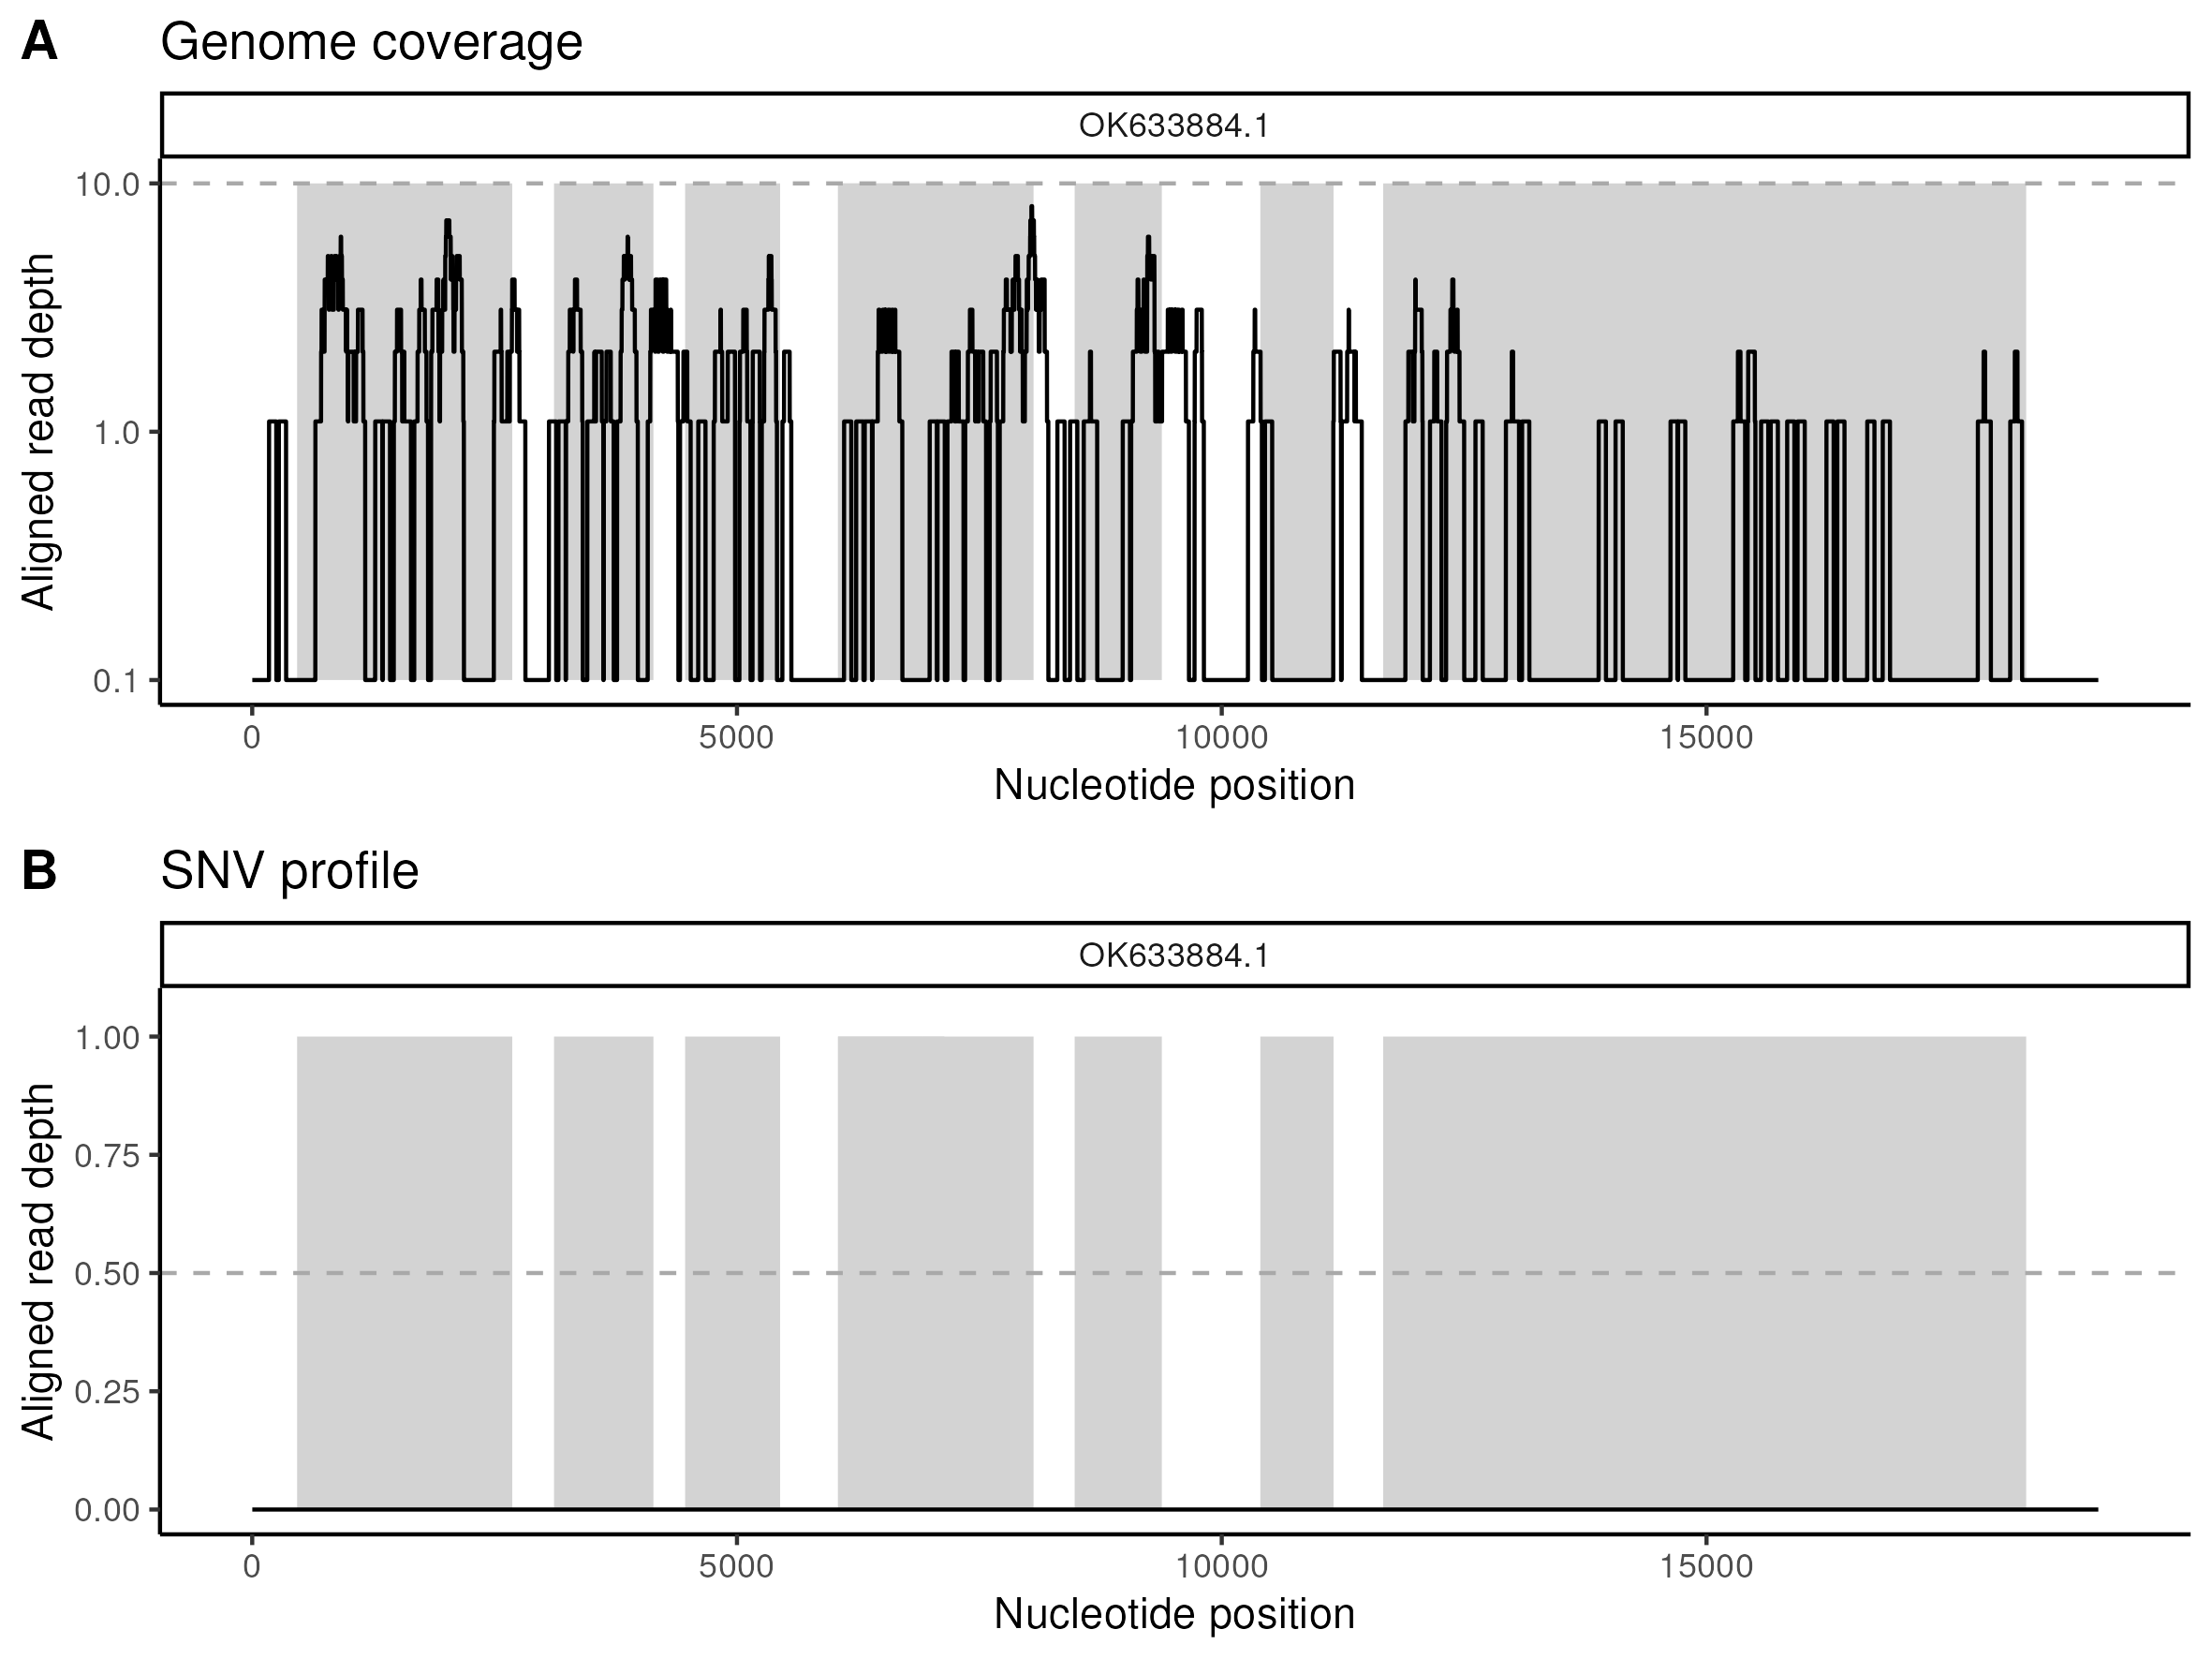 A Genome coverage
OK633884.1
Aligned read depth
10.0
1.0
0.1
0 5000 10000 15000
Nucleotide position
B SNV profile
OK633884.1
Aligned read depth
1.00
0.75
0.50
0.25
0.00
0 5000 10000 15000
Nucleotide position